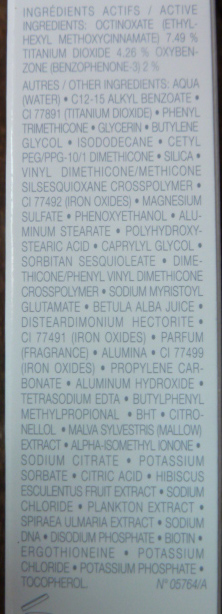 INGRÉDIENTS ACTIFS / ACTIVE
INGREDIENTS: OCTINOXATE (ETHYL-
HEXYL METHOXYCINNAMATE) 7.49 %
TITANIUM DIOXIDE 4.26 % OXYBEN-
ZONE (BENZOPHENONE-3) 2 %
AUTRES / OTHER INGREDIENTS: AQUA
(WATER) • C12-15 ALKYL BENZOATE •
CI 77891 (TITANIUM DIOXIDE) • PHENYL
TRIMETHICONE • GLYCERIN • BUTYLENE
GLYCOL • ISODODECANE • CETYL
PEG/PPG-10/1 DIMETHICONE • SILICA •
VINYL DIMETHICONE/METHICONE
SILSESQUIOXANE CROSSPOLYMER •
CI 77492 (IRON OXIDES) • MAGNESIUM
SULFATE • PHENOXYETHANOL • ALU-
MINUM STEARATE • POLYHYDROXY-
STEARIC ACID • CAPRYLYL GLYCOL •
SORBITAN SESQUIOLEATE • DIME-
THICONE/PHENYL VINYL DIMETHICONE
CROSSPOLYMER • SODIUM MYRISTOYL
GLUTAMATE • BETULA ALBA JUICE •
DISTEARDIMONIUM HECTORITE •
CI 77491 (IRON OXIDES) • PARFUM
(FRAGRANCE) • ALUMINA • CI 77499
(IRON OXIDES) • PROPYLENE CAR-
BONATE • ALUMINUM HYDROXIDE •
TETRASODIUM EDTA • BUTYLPHENYL
METHYLPROPIONAL • BHT • CITRO-
NELLOL • MALVA SYLVESTRIS (MALLOW)
EXTRACT • ALPHA-ISOMETHYL IONONE •
SODIUM CITRATE • POTASSIUM
SORBATE • CITRIC ACID • HIBISCUS
ESCULENTUS FRUIT EXTRACT • SODIUM
CHLORIDE • PLANKTON EXTRACT •
SPIRAEA ULMARIA EXTRACT • SODIUM
DNA • DISODIUM PHOSPHATE • BIOTIN •
ERGOTHIONEINE • POTASSIUM
CHLORIDE • POTASSIUM PHOSPHATE •
TOCOPHEROL. N° 05764/A